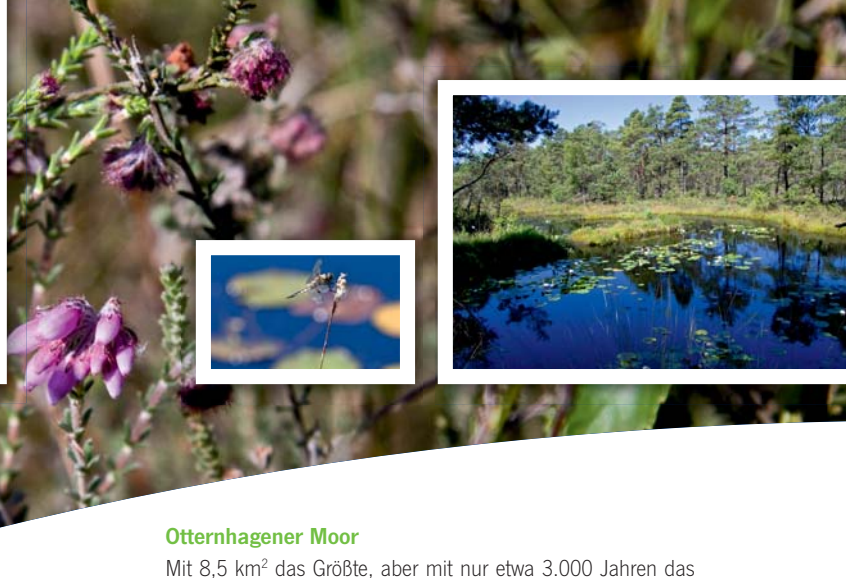 Otternhagener Moor
Mit 8,5 km² das Größte, aber mit nur etwa 3.000 Jahren das